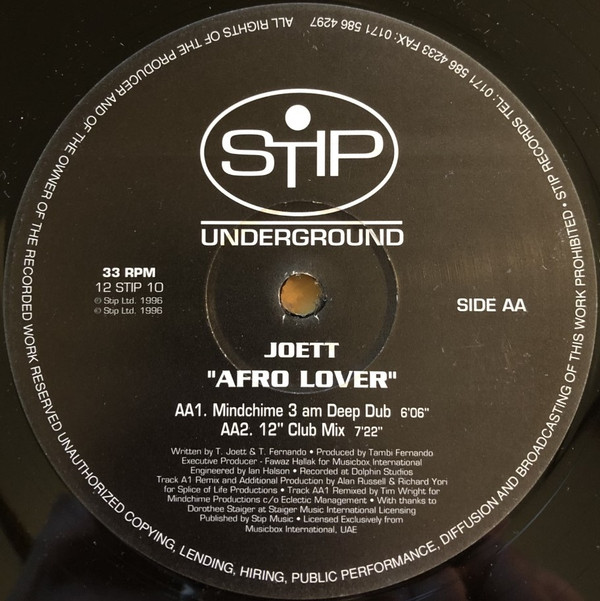 STIP
UNDERGROUND
33 RPM
12 STIP 10
℗ Stip Ltd. 1996
© Stip Ltd. 1996
SIDE AA
JOETT
"AFRO LOVER"
AA1. Mindchime 3 am Deep Dub 6'06"
AA2. 12" Club Mix 7'22"
Written by T. Joett & T. Fernando • Produced by Tambi Fernando
Executive Producer - Fawaz Hallak for Musicbox International
Engineered by Ian Halson • Recorded at Dolphin Studios
Track A1 Remix and Additional Production by Alan Russell & Richard Yori
for Splice of Life Productions • Track AA1 Remixed by Tim Wright for
Mindchime Productions c/o Eclectic Management • With thanks to
Dorothee Staiger at Staiger Music International Licensing
Published by Stip Music • Licensed Exclusively from
Musicbox International, UAE
ALL RIGHTS OF THE PRODUCER AND OF THE OWNER OF THE RECORDED WORK RESERVED UNAUTHORIZED COPYING, LENDING, HIRING, PUBLIC PERFORMANCE, DIFFUSION AND BROADCASTING OF THIS WORK PROHIBITED • STIP RECORDS TEL: 0171 586 4233 FAX: 0171 586 4297